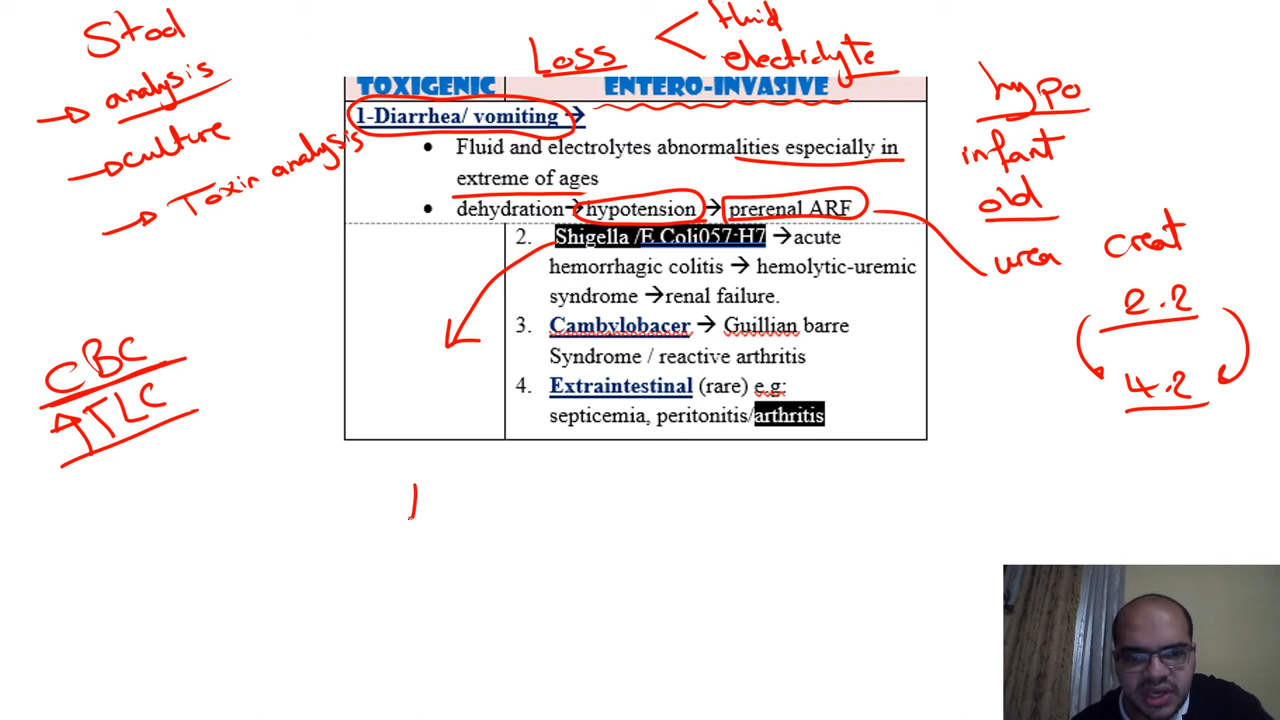 Stool
→ analysis
→ culture
→ Toxin analysis
Loss
fluid
electrolyte
TOXIGENIC ENTERO-INVASIVE
1-Diarrhea/ vomiting →
• Fluid and electrolytes abnormalities especially in
extreme of ages
• dehydration→hypotension → prerenal ARF
2. Shigella /E.Coli057:H7 →acute
hemorrhagic colitis → hemolytic-uremic
syndrome →renal failure.
3. Cambylobacer → Guillian barre
Syndrome / reactive arthritis
4. Extraintestinal (rare) e.g:
septicemia, peritonitis/arthritis
hypo
infant
old
urea creat
2.2
4.2
CBC
↑TLC